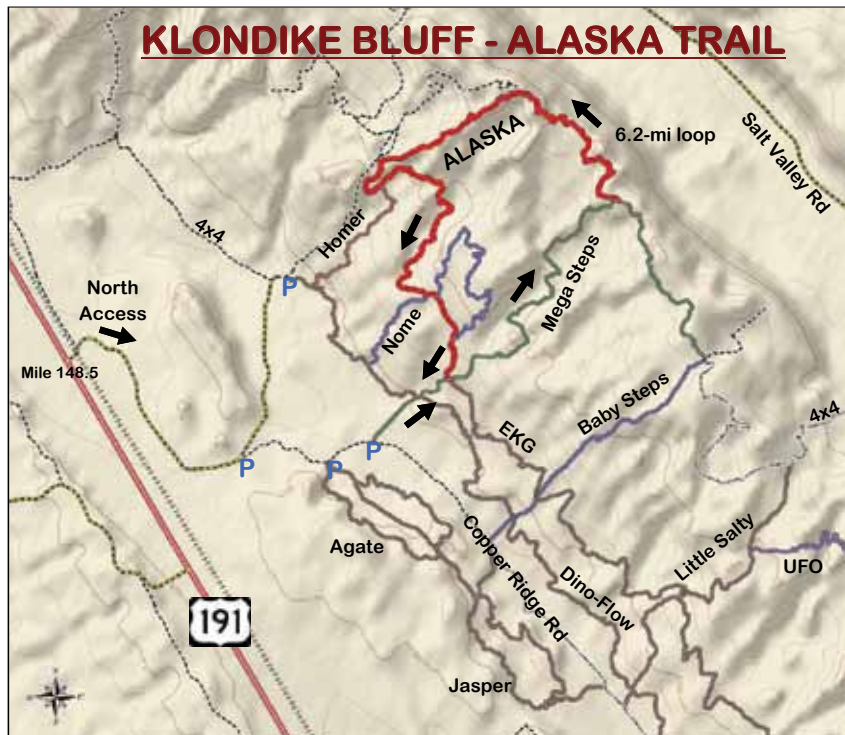 KLONDIKE BLUFF - ALASKA TRAIL
6.2-mi loop
ALASKA
Salt Valley Rd
4x4
Homer
North
Access
P
Mega Steps
Nome
Mile 148.5
Baby Steps
4x4
EKG
P
P
P
Agate
Copper Ridge Rd
Little Salty
UFO
Dino-Flow
191
Jasper